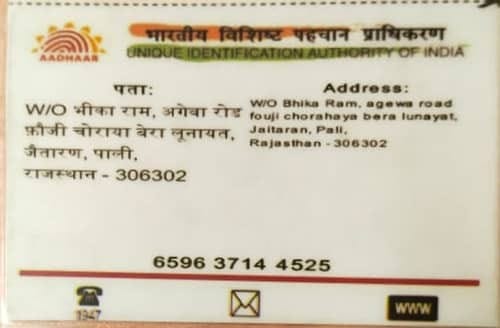 भारतीय विशिष्ट पहचान प्राधिकरण
UNIQUE IDENTIFICATION AUTHORITY OF INDIA
AADHAAR
पता:
W/O भीका राम, अगेवा रोड
फ़ौजी चोराया बेरा लूनायत,
जैतारण, पाली,
राजस्थान - 306302
Address:
W/O Bhika Ram, agewa road
fouji chorahaya bera lunayat,
Jaitaran, Pali,
Rajasthan - 306302
6596 3714 4525
1947
WWW